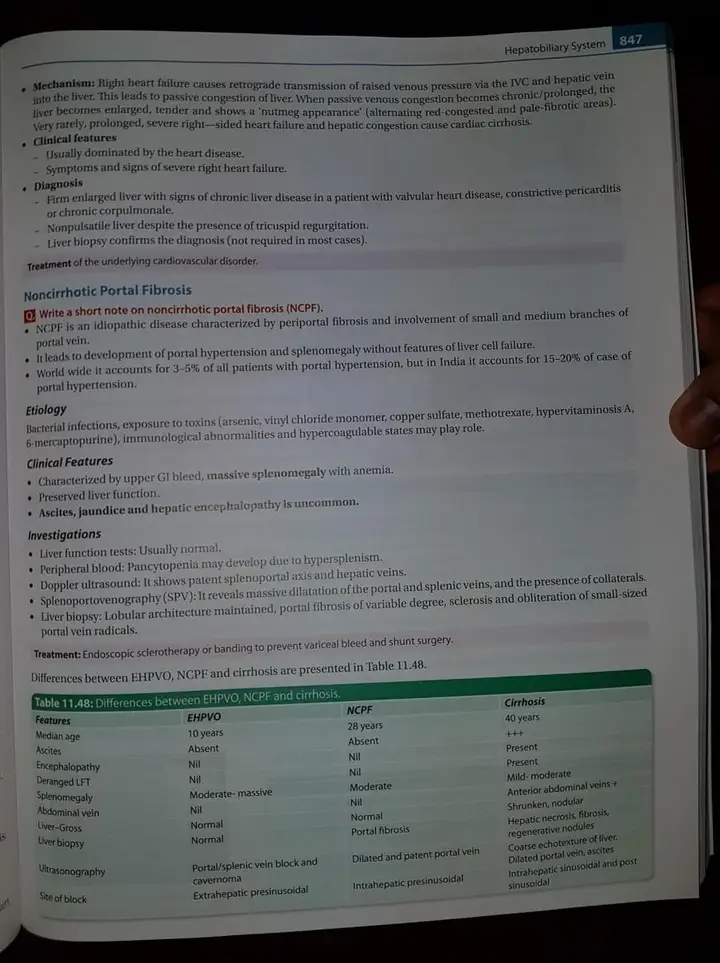 Hepatobiliary System 847
• Mechanism: Right heart failure causes retrograde transmission of raised venous pressure via the IVC and hepatic vein
into the liver. This leads to passive congestion of liver. When passive venous congestion becomes chronic/prolonged, the
liver becomes enlarged, tender and shows a 'nutmeg appearance' (alternating red-congested and pale-fibrotic areas).
Very rarely, prolonged, severe right—sided heart failure and hepatic congestion cause cardiac cirrhosis.
• Clinical features
– Usually dominated by the heart disease.
– Symptoms and signs of severe right heart failure.
• Diagnosis
– Firm enlarged liver with signs of chronic liver disease in a patient with valvular heart disease, constrictive pericarditis
or chronic corpulmonale.
– Nonpulsatile liver despite the presence of tricuspid regurgitation.
– Liver biopsy confirms the diagnosis (not required in most cases).
Treatment of the underlying cardiovascular disorder.
Noncirrhotic Portal Fibrosis
Q. Write a short note on noncirrhotic portal fibrosis (NCPF).
• NCPF is an idiopathic disease characterized by periportal fibrosis and involvement of small and medium branches of
portal vein.
• It leads to development of portal hypertension and splenomegaly without features of liver cell failure.
• World wide it accounts for 3–5% of all patients with portal hypertension, but in India it accounts for 15–20% of case of
portal hypertension.
Etiology
Bacterial infections, exposure to toxins (arsenic, vinyl chloride monomer, copper sulfate, methotrexate, hypervitaminosis A,
6-mercaptopurine), immunological abnormalities and hypercoagulable states may play role.
Clinical Features
• Characterized by upper GI bleed, massive splenomegaly with anemia.
• Preserved liver function.
• Ascites, jaundice and hepatic encephalopathy is uncommon.
Investigations
• Liver function tests: Usually normal.
• Peripheral blood: Pancytopenia may develop due to hypersplenism.
• Doppler ultrasound: It shows patent splenoportal axis and hepatic veins.
• Splenoportovenography (SPV): It reveals massive dilatation of the portal and splenic veins, and the presence of collaterals.
• Liver biopsy: Lobular architecture maintained, portal fibrosis of variable degree, sclerosis and obliteration of small-sized
portal vein radicals.
Treatment: Endoscopic sclerotherapy or banding to prevent variceal bleed and shunt surgery.
Differences between EHPVO, NCPF and cirrhosis are presented in Table 11.48.
Table 11.48: Differences between EHPVO, NCPF and cirrhosis.
Features EHPVO NCPF Cirrhosis
Median age 10 years 28 years 40 years
Ascites Absent Absent +++
Encephalopathy Nil Nil Present
Deranged LFT Nil Nil Present
Splenomegaly Moderate- massive Moderate Mild- moderate
Abdominal vein Nil Nil Anterior abdominal veins +
Liver–Gross Normal Normal Shrunken, nodular
Liver biopsy Normal Portal fibrosis Hepatic necrosis, fibrosis,
regenerative nodules
Ultrasonography Portal/splenic vein block and Dilated and patent portal vein Coarse echotexture of liver.
cavernoma Dilated portal vein, ascites
Site of block Extrahepatic presinusoidal Intrahepatic presinusoidal Intrahepatic sinusoidal and post
sinusoidal